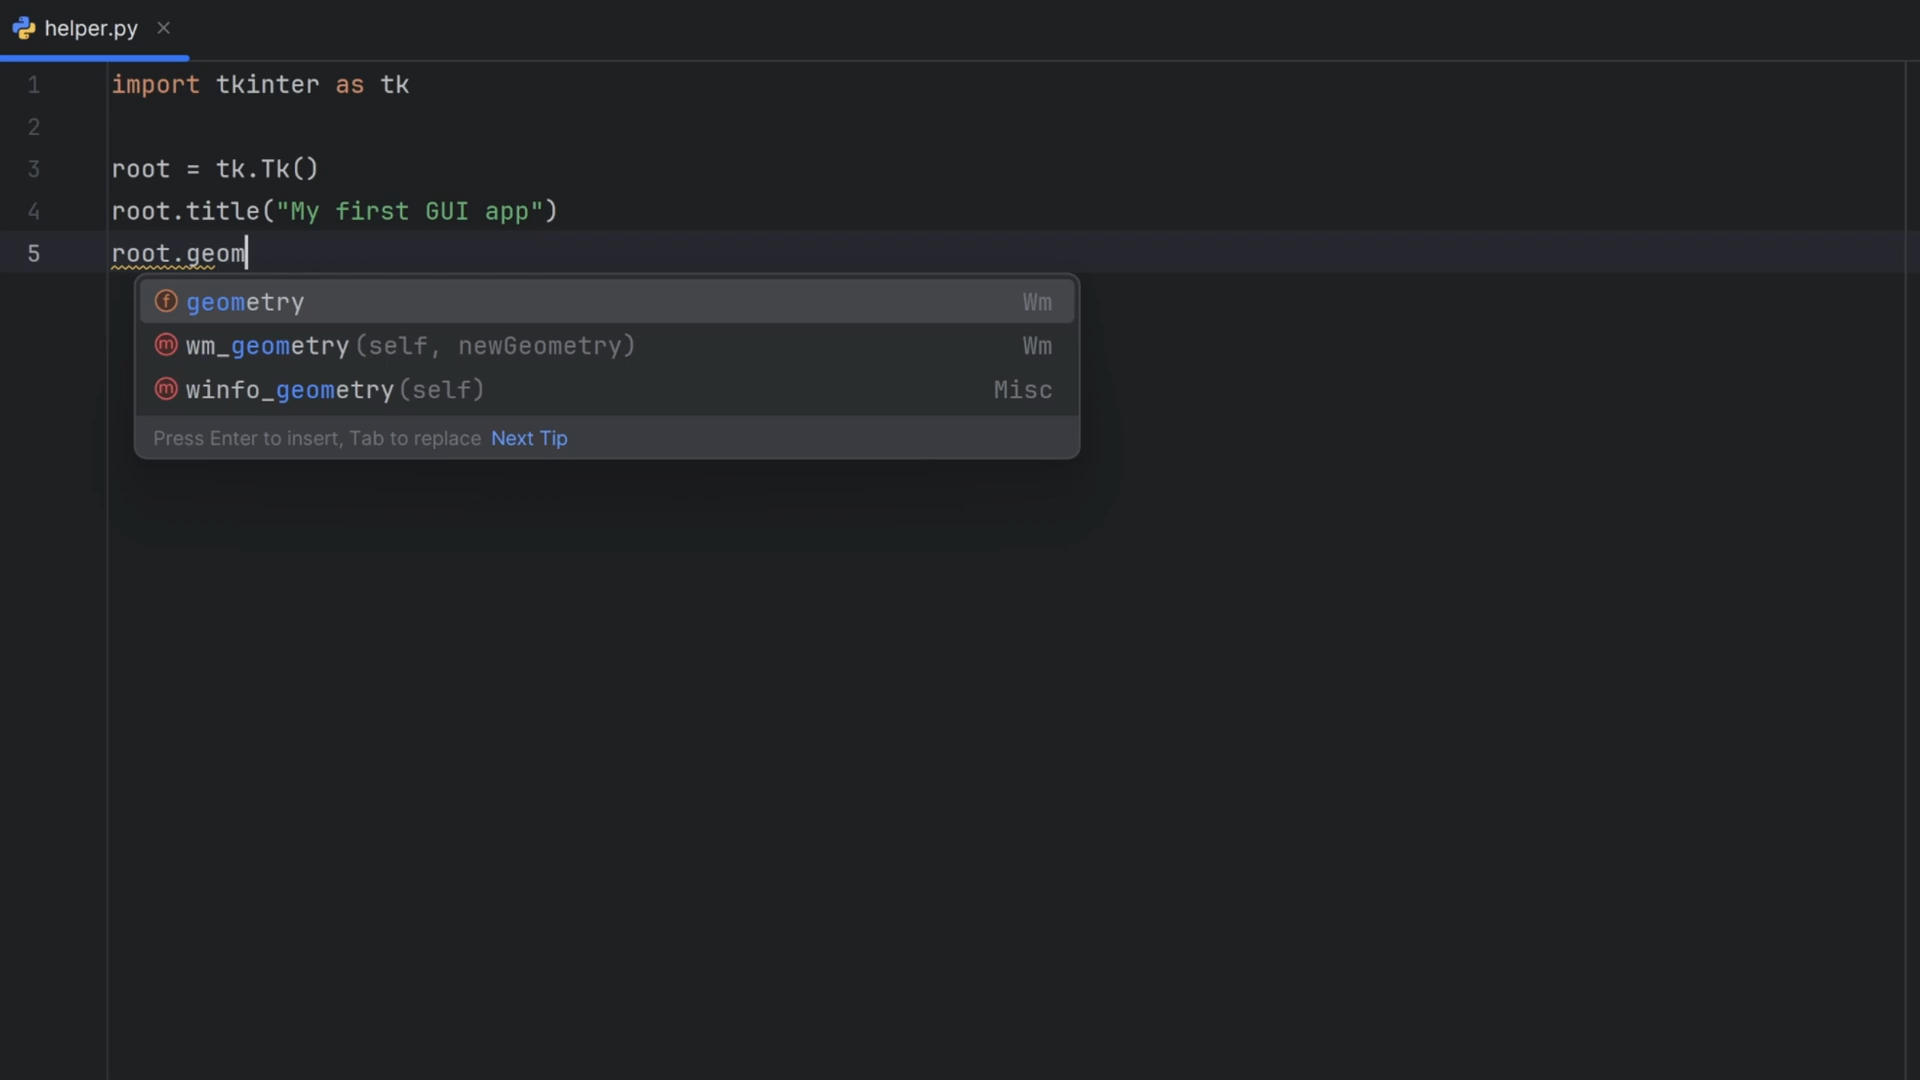 helper.py
1 import tkinter as tk
2
3 root = tk.Tk()
4 root.title("My first GUI app")
5 root.geom
f geometry Wm
m wm_geometry(self, newGeometry) Wm
m winfo_geometry(self) Misc
Press Enter to insert, Tab to replace Next Tip